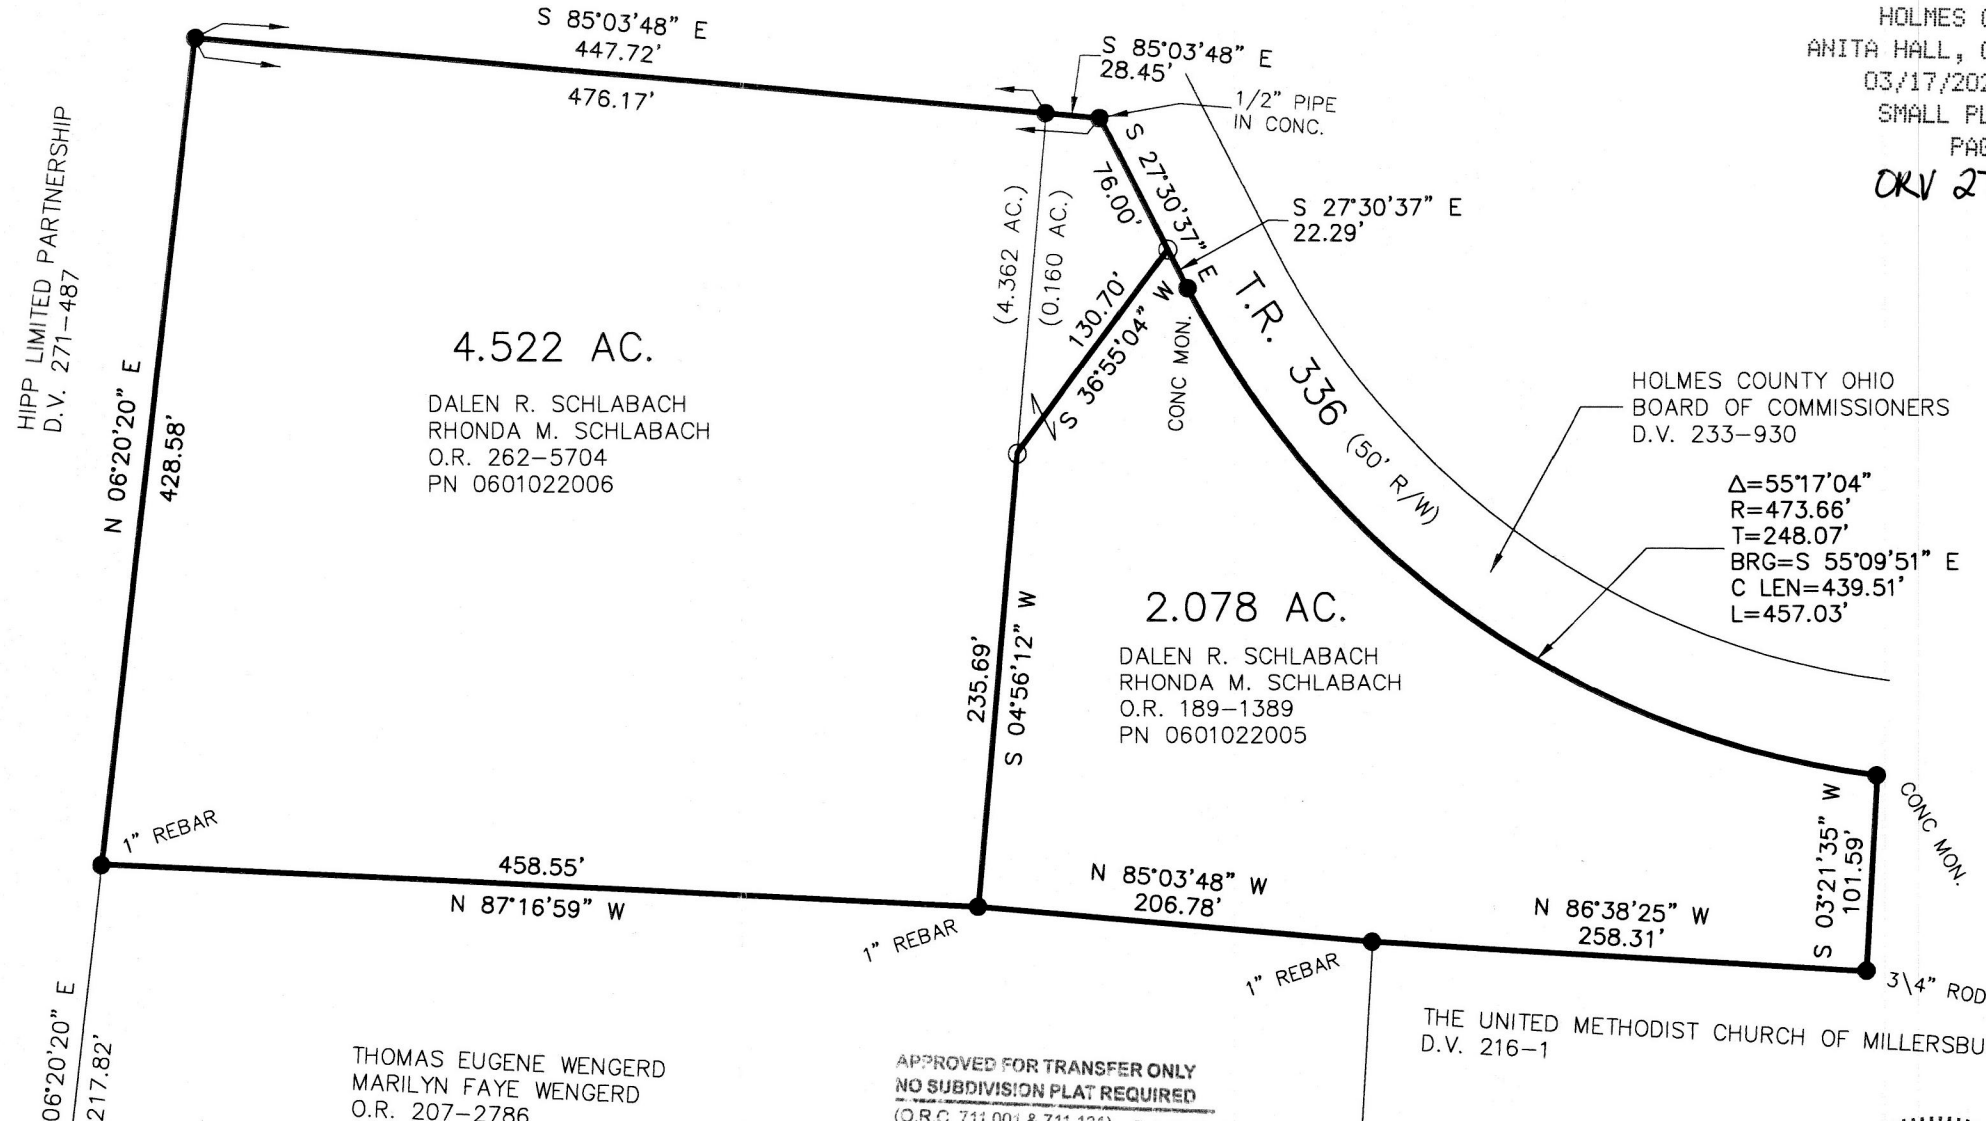 S 85°03'48" E
447.72'
476.17'
S 85°03'48" E
28.45'
1/2" PIPE
IN CONC.
HOLMES
ANITA HALL,
SMALL
ORV
HIPP LIMITED PARTNERSHIP
D.V. 271-487
N 06°20'20" E
428.58'
(4.362 AC.)
(0.160 AC.)
S 27°30'37" E
76.00'
S 27°30'37" E
22.29'
130.70'
S 36°55'04" W
CONC MON.
T.R. 336 (50' R/W)
4.522 AC.
DALEN R. SCHLABACH
RHONDA M. SCHLABACH
O.R. 262-5704
PN 0601022006
HOLMES COUNTY OHIO
BOARD OF COMMISSIONERS
D.V. 233-930
Δ=55°17'04"
R=473.66'
T=248.07'
BRG=S 55°09'51" E
C LEN=439.51'
L=457.03'
2.078 AC.
DALEN R. SCHLABACH
RHONDA M. SCHLABACH
O.R. 189-1389
PN 0601022005
235.69'
S 04°56'12" W
S 03°21'35" W
101.59'
CONC MON.
1" REBAR
458.55'
N 87°16'59" W
1" REBAR
N 85°03'48" W
206.78'
1" REBAR
N 86°38'25" W
258.31'
3\4" ROD
06°20'20" E
217.82'
THOMAS EUGENE WENGERD
MARILYN FAYE WENGERD
O.R. 207-2786
APPROVED FOR TRANSFER ONLY
NO SUBDIVISION PLAT REQUIRED
THE UNITED METHODIST CHURCH OF
D.V. 216-1